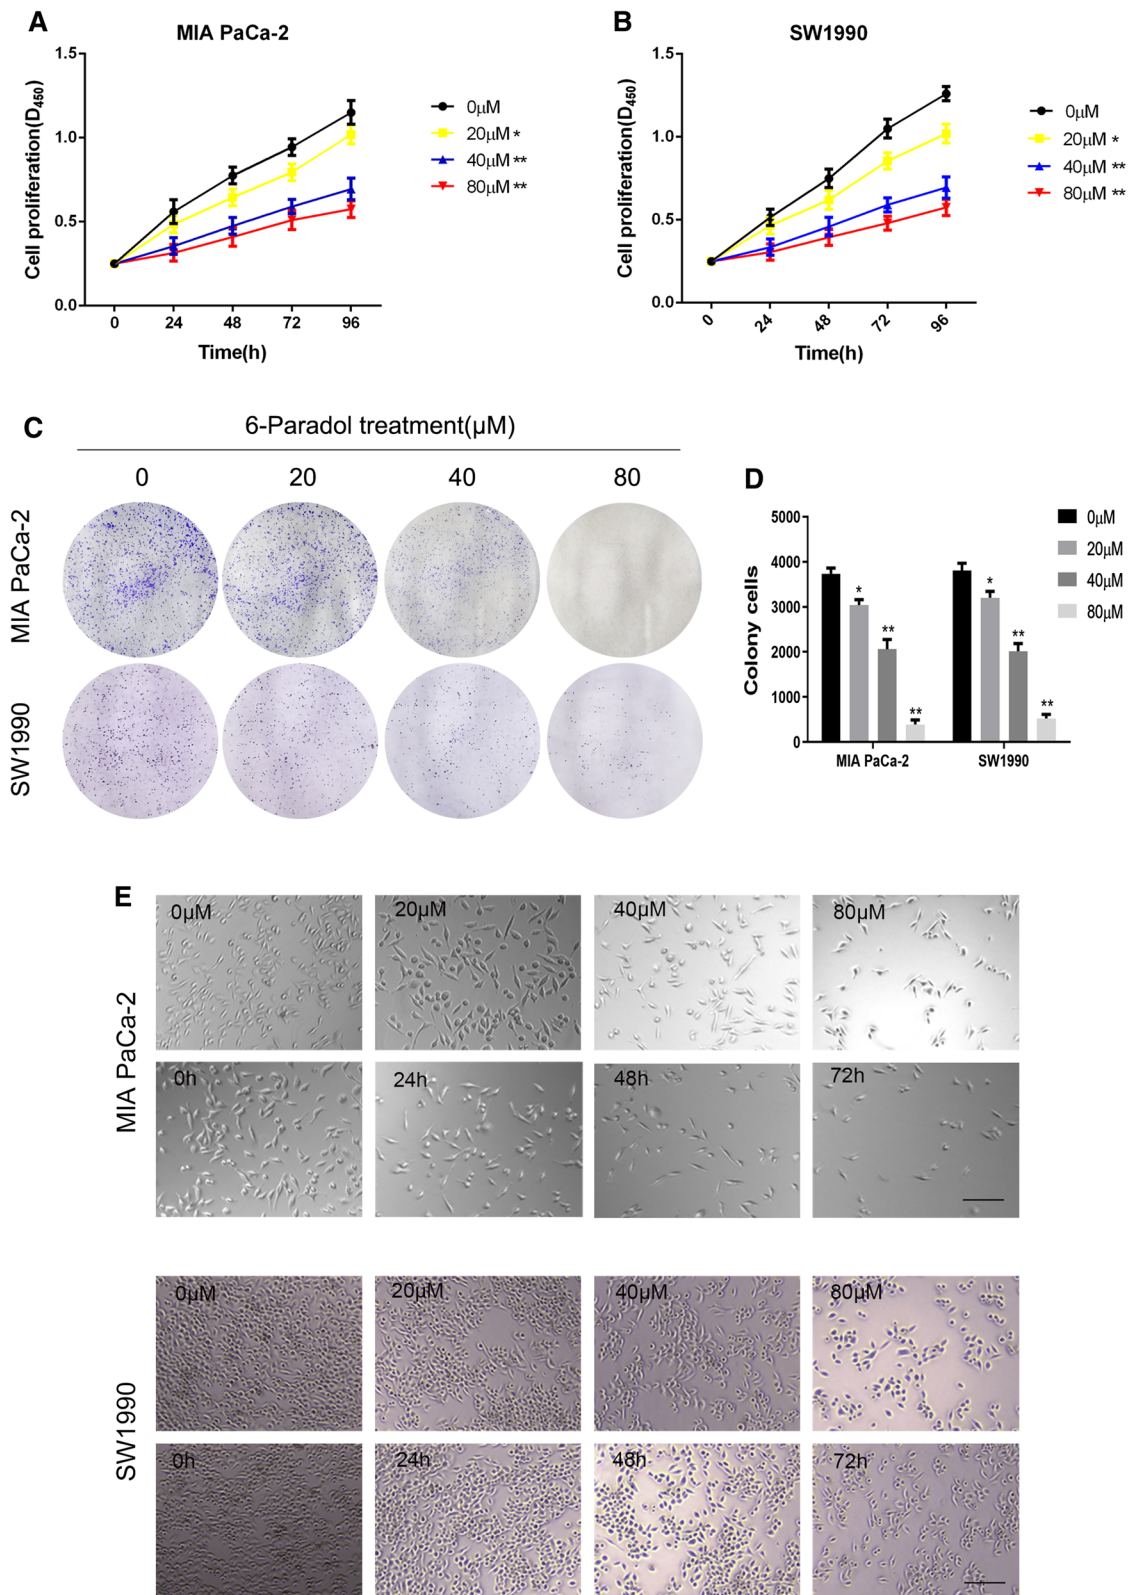 A
MIA PaCa-2
Cell proliferation(D450)
1.5
1.0
0.5
0.0
0 24 48 72 96
Time(h)
0μM
20μM *
40μM **
80μM **
B
SW1990
Cell proliferation(D450)
1.5
1.0
0.5
0.0
0 24 48 72 96
Time(h)
0μM
20μM *
40μM **
80μM **
C
6-Paradol treatment(μM)
0 20 40 80
MIA PaCa-2
SW1990
D
Colony cells
5000
4000
3000
2000
1000
0
* ** **
* ** **
MIA PaCa-2 SW1990
0μM
20μM
40μM
80μM
E
MIA PaCa-2
0μM 20μM 40μM 80μM
0h 24h 48h 72h
SW1990
0μM 20μM 40μM 80μM
0h 24h 48h 72h